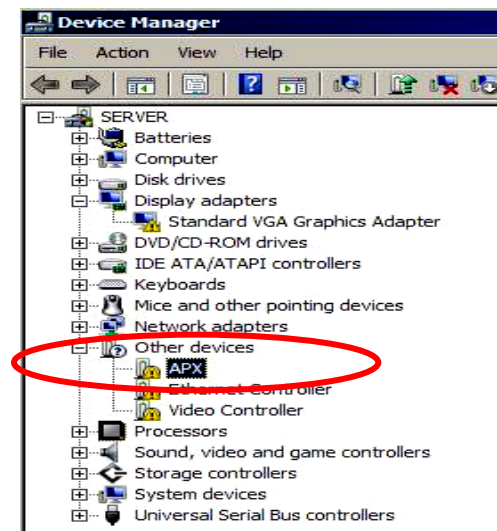 Device Manager
File Action View Help
SERVER
Batteries
Computer
Disk drives
Display adapters
Standard VGA Graphics Adapter
DVD/CD-ROM drives
IDE ATA/ATAPI controllers
Keyboards
Mice and other pointing devices
Network adapters
Other devices
APX
Ethernet Controller
Video Controller
Processors
Sound, video and game controllers
Storage controllers
System devices
Universal Serial Bus controllers